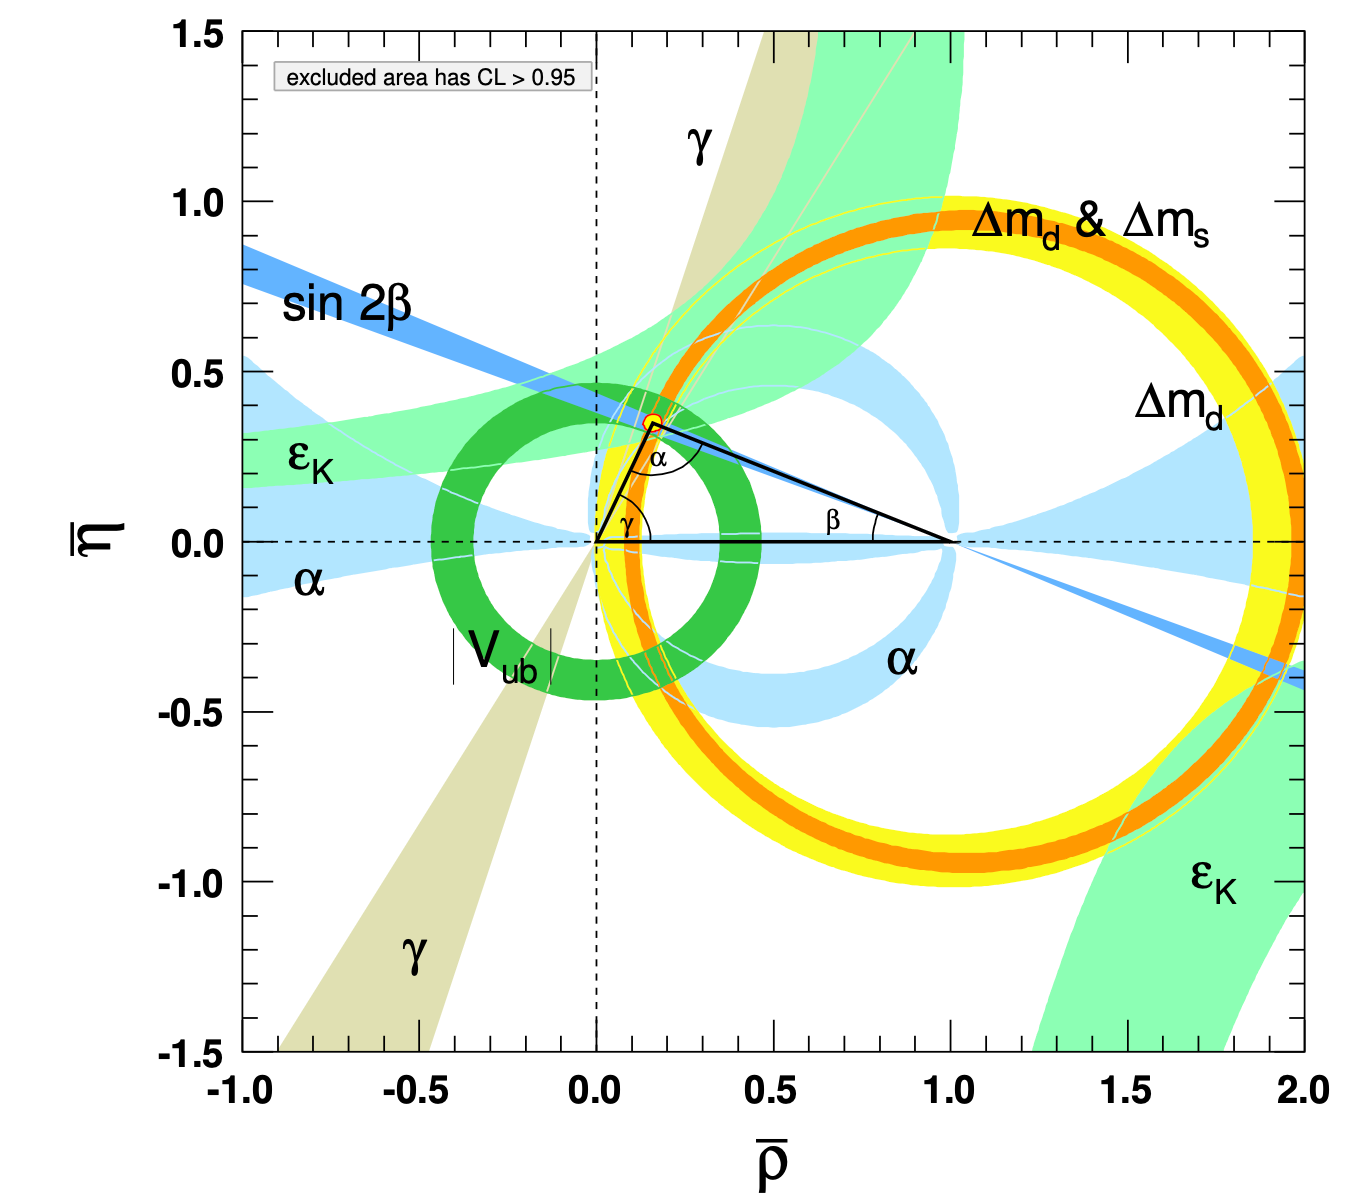 1.5
excluded area has CL > 0.95
γ
1.0
Δm_d & Δm_s
sin 2β
0.5
Δm_d
ε_K
α
γ
β
η̅
0.0
α
α
|V_ub|
-0.5
ε_K
-1.0
γ
-1.5
-1.0 -0.5 0.0 0.5 1.0 1.5 2.0
ρ̅